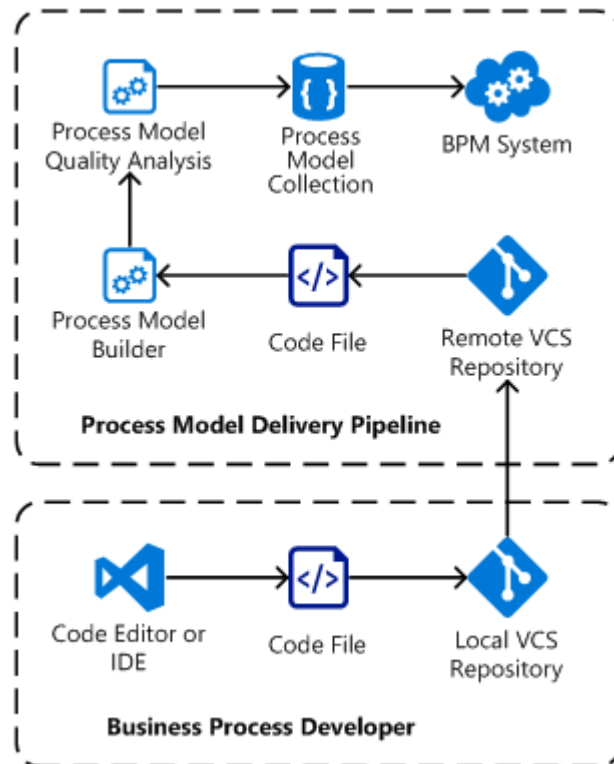 Process Model
Quality Analysis
{ }
Process
Model
Collection
BPM System
Process Model
Builder
</>
Code File
Remote VCS
Repository
Process Model Delivery Pipeline
Code Editor or
IDE
</>
Code File
Local VCS
Repository
Business Process Developer